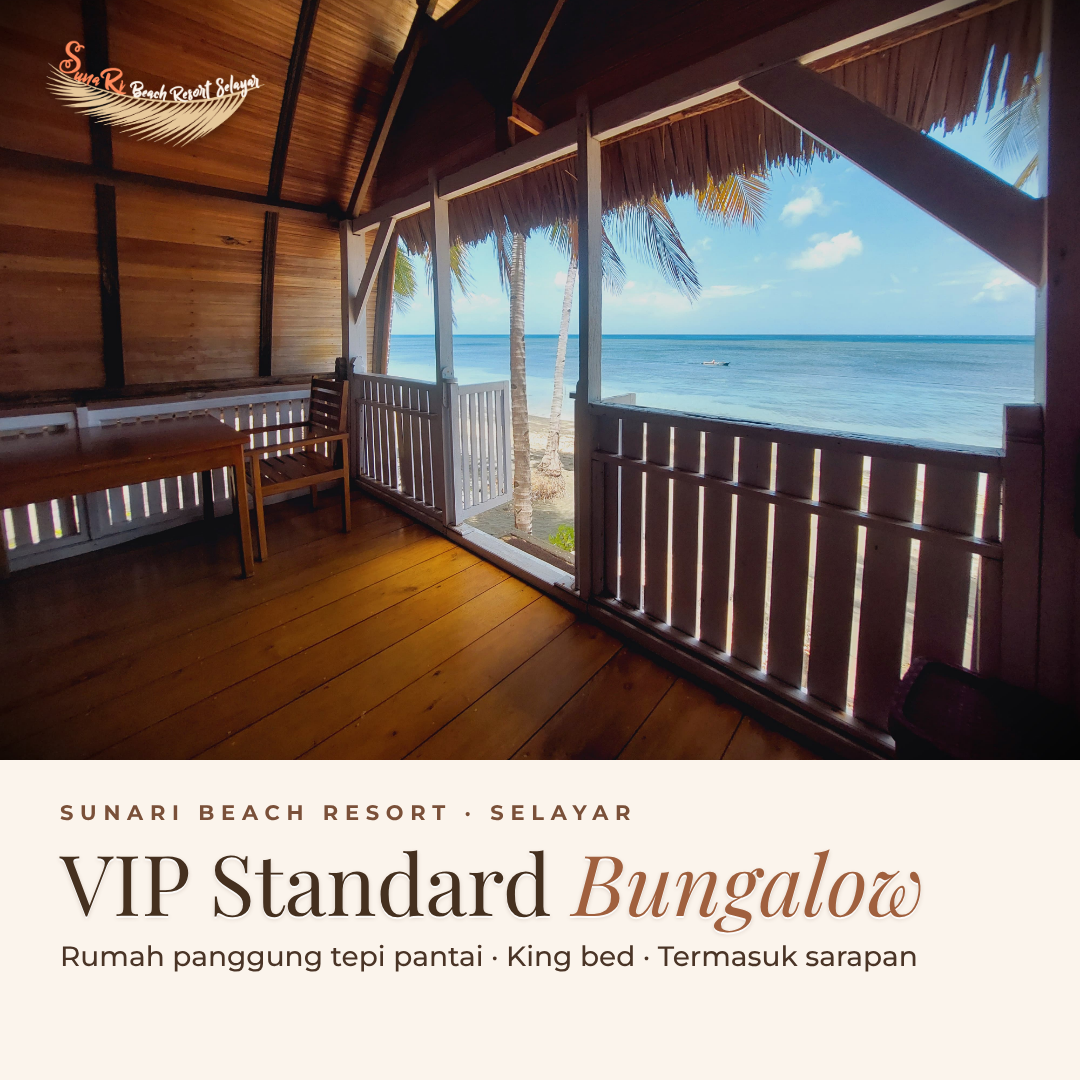 SunaRi Beach Resort Selayar
SUNARI BEACH RESORT · SELAYAR
VIP Standard Bungalow
Rumah panggung tepi pantai · King bed · Termasuk sarapan